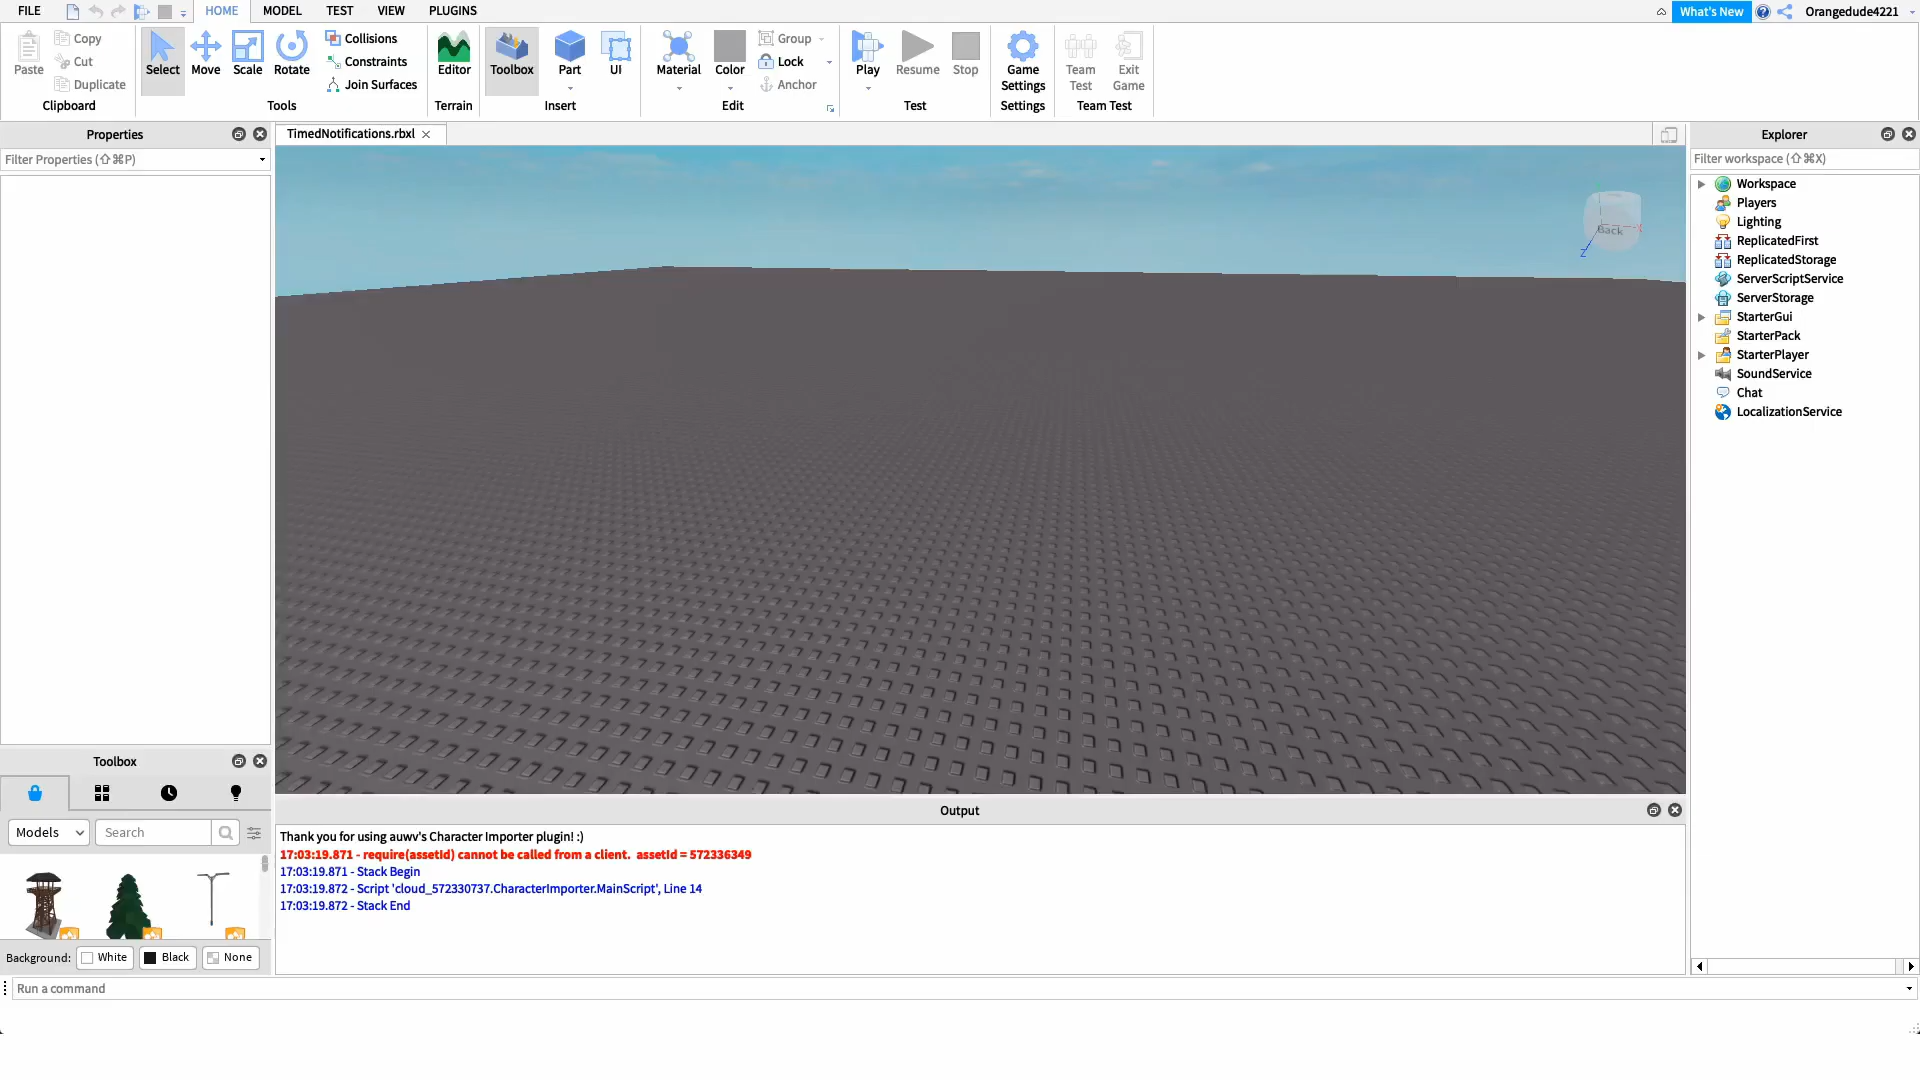 FILE
HOME
MODEL
TEST
VIEW
PLUGINS
What's New
Orangedude4221
Paste
Copy
Cut
Duplicate
Clipboard
Select
Move
Scale
Rotate
Collisions
Constraints
Join Surfaces
Tools
Editor
Terrain
Toolbox
Part
UI
Insert
Material
Color
Group
Lock
Anchor
Edit
Play
Resume
Stop
Test
Game
Settings
Settings
Team
Test
Exit
Game
Team Test
Properties
Filter Properties (⇧⌘P)
TimedNotifications.rbxl
Back
X
Z
Explorer
Filter workspace (⇧⌘X)
Workspace
Players
Lighting
ReplicatedFirst
ReplicatedStorage
ServerScriptService
ServerStorage
StarterGui
StarterPack
StarterPlayer
SoundService
Chat
LocalizationService
Toolbox
Models
Search
Background:
White
Black
None
Output
Thank you for using auwv's Character Importer plugin! :)
17:03:19.871 - require(assetId) cannot be called from a client.  assetId = 572336349
17:03:19.871 - Stack Begin
17:03:19.872 - Script 'cloud_572330737.CharacterImporter.MainScript', Line 14
17:03:19.872 - Stack End
Run a command